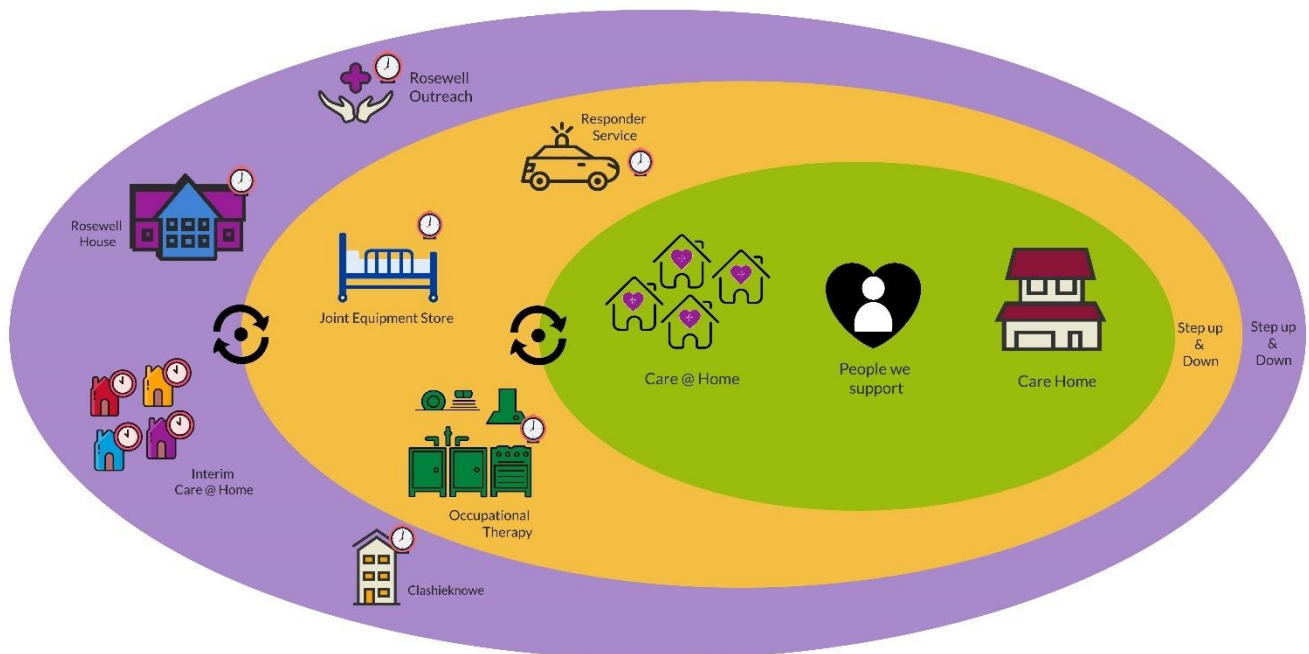 Rosewell
Outreach
Responder
Service
Rosewell
House
Joint Equipment Store
Care @ Home
People we
support
Care Home
Step up
&
Down
Step up
&
Down
Interim
Care @ Home
Occupational
Therapy
Clashieknowe